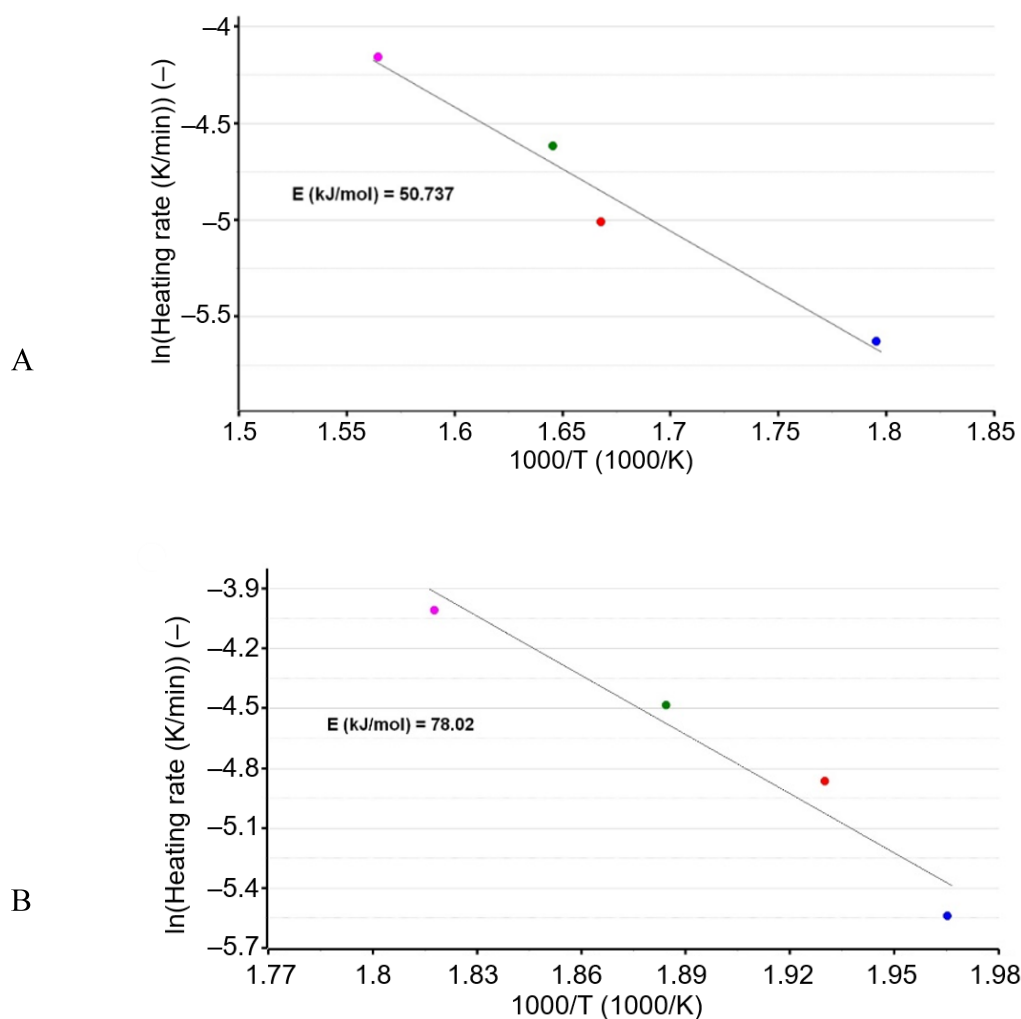 –4
–4.5
–5
–5.5
ln(Heating rate (K/min)) (–)
E (kJ/mol) = 50.737
A
1.5 1.55 1.6 1.65 1.7 1.75 1.8 1.85
1000/T (1000/K)
–3.9
–4.2
–4.5
–4.8
–5.1
–5.4
–5.7
ln(Heating rate (K/min)) (–)
E (kJ/mol) = 78.02
B
1.77 1.8 1.83 1.86 1.89 1.92 1.95 1.98
1000/T (1000/K)